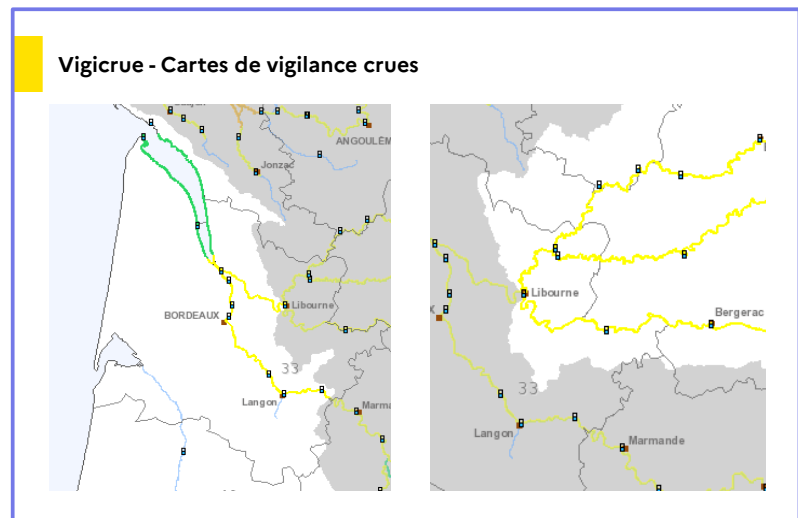 Vigicrue - Cartes de vigilance crues
ANGOULÊM
Jonzac
Libourne
BORDEAUX
33
Langon
Marma
Libourne
Bergerac
X
33
Langon
Marmande